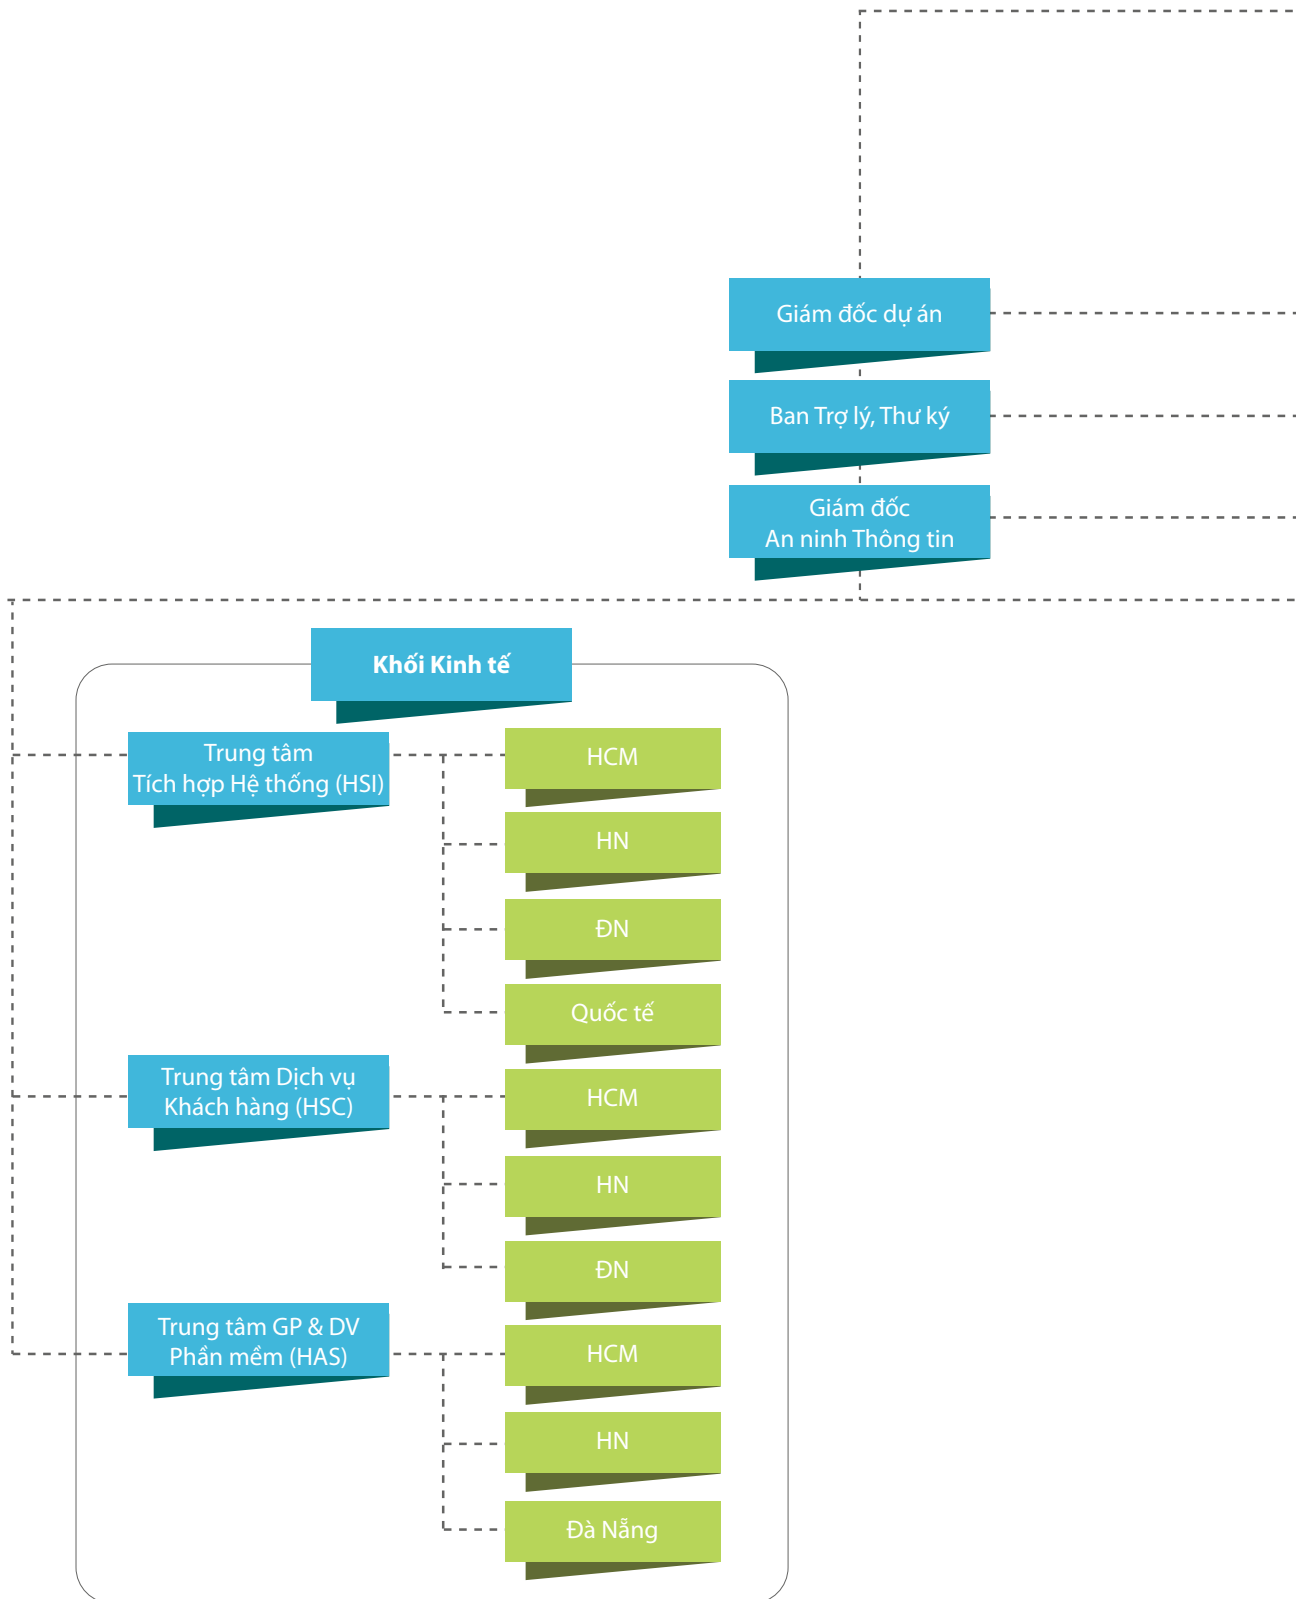 Giám đốc dự án
Ban Trợ lý, Thư ký
Giám đốc
An ninh Thông tin
Khối Kinh tế
Trung tâm
Tích hợp Hệ thống (HSI)
HCM
HN
ĐN
Quốc tế
Trung tâm Dịch vụ
Khách hàng (HSC)
HCM
HN
ĐN
Trung tâm GP & DV
Phần mềm (HAS)
HCM
HN
Đà Nẵng